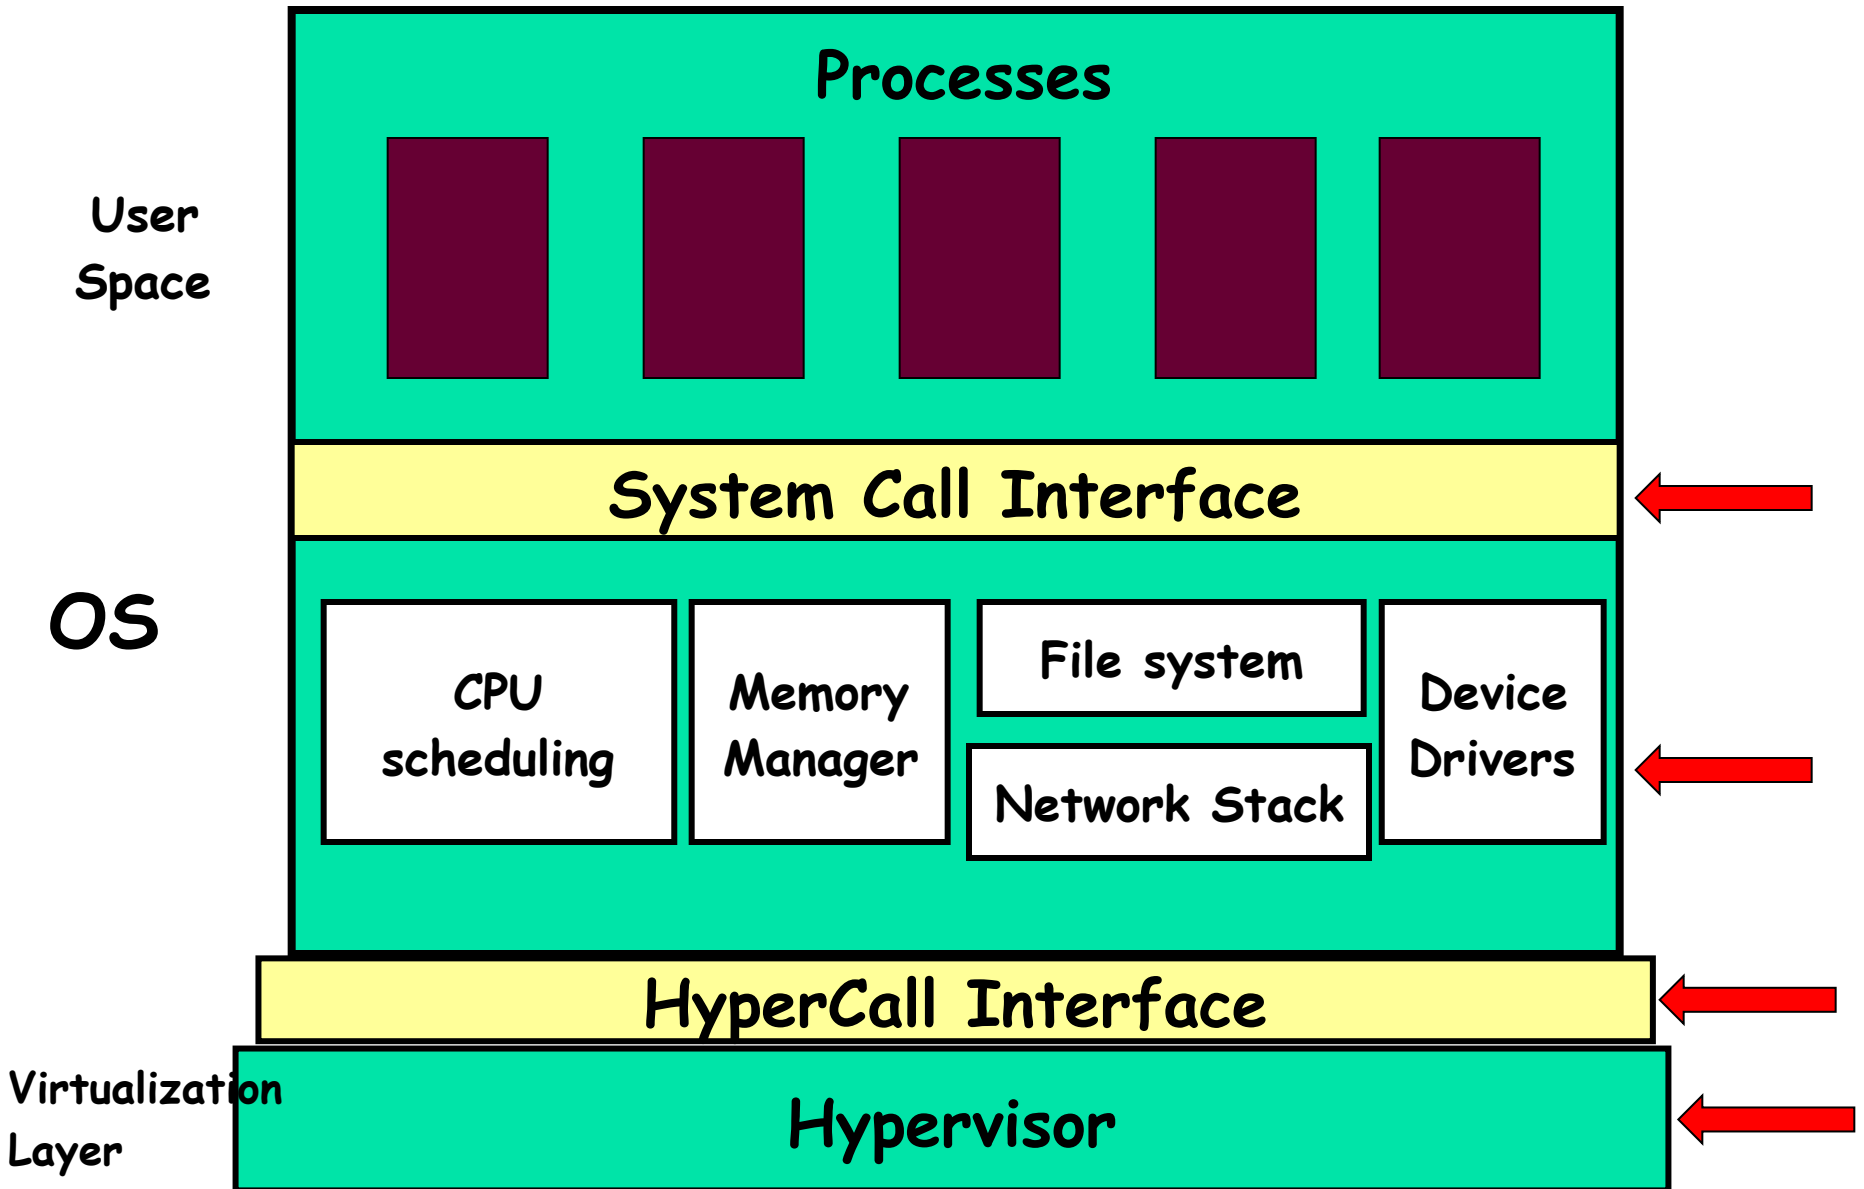 Processes
User
Space
System Call Interface
OS
CPU
scheduling
Memory
Manager
File system
Network Stack
Device
Drivers
HyperCall Interface
Virtualization
Layer
Hypervisor